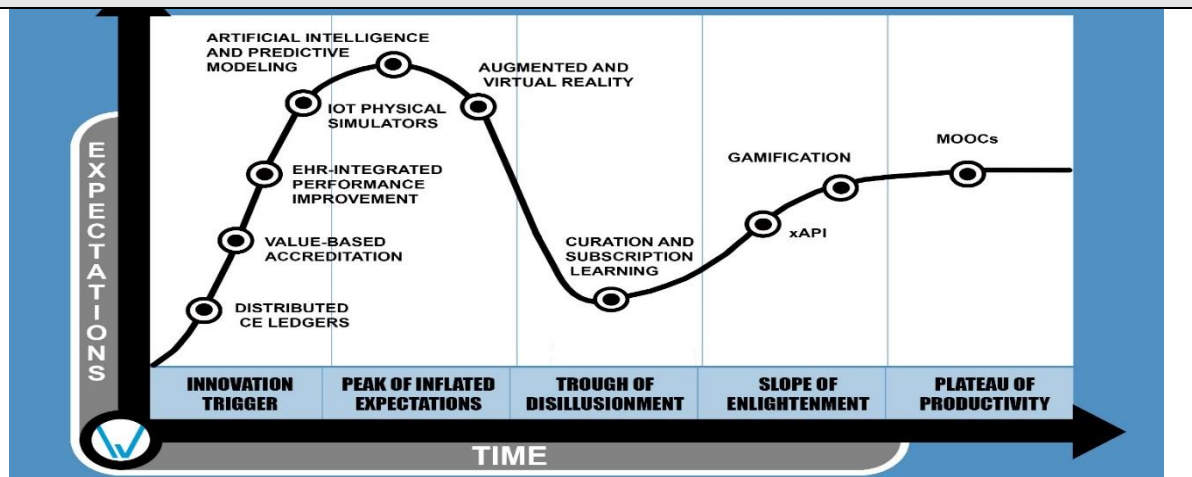 ARTIFICIAL INTELLIGENCE
AND PREDICTIVE
MODELING
AUGMENTED AND
VIRTUAL REALITY
IOT PHYSICAL
SIMULATORS
EHR-INTEGRATED
PERFORMANCE
IMPROVEMENT
VALUE-BASED
ACCREDITATION
DISTRIBUTED
CE LEDGERS
CURATION AND
SUBSCRIPTION
LEARNING
GAMIFICATION
xAPI
MOOCs
EXPECTATIONS
INNOVATION
TRIGGER
PEAK OF INFLATED
EXPECTATIONS
TROUGH OF
DISILLUSIONMENT
SLOPE OF
ENLIGHTENMENT
PLATEAU OF
PRODUCTIVITY
TIME